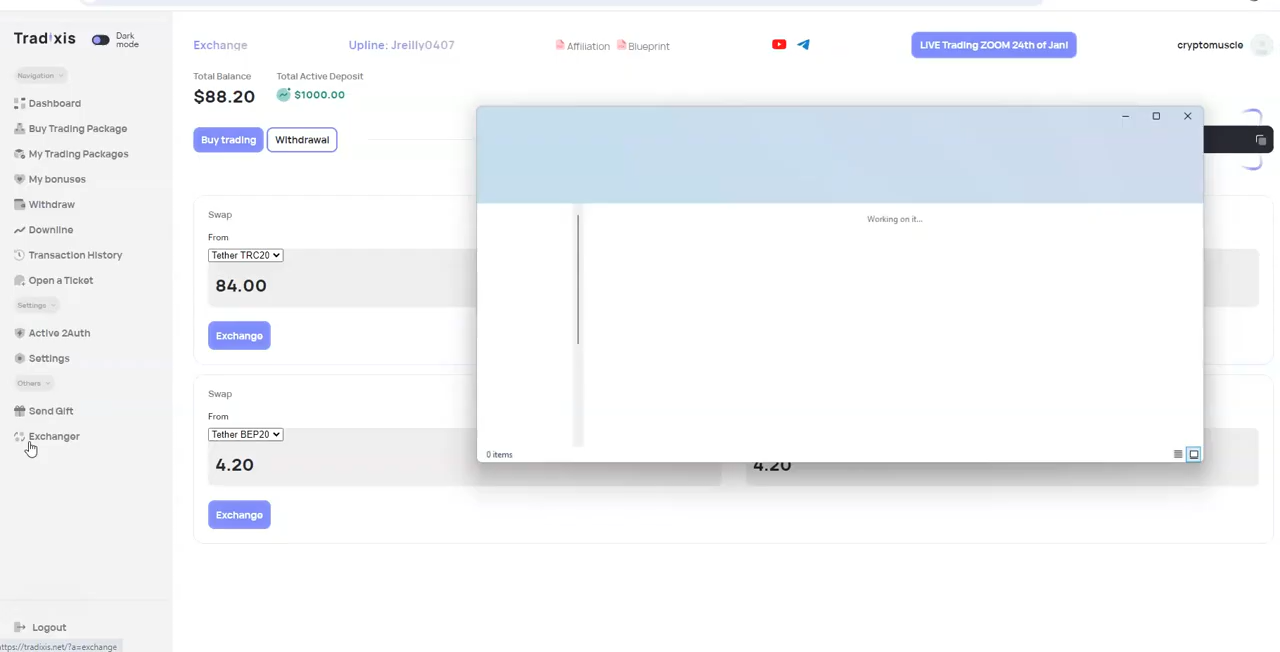 Tradixis
Dark
mode
Navigation
Dashboard
Buy Trading Package
My Trading Packages
My bonuses
Withdraw
Downline
Transaction History
Open a Ticket
Settings
Active 2Auth
Settings
Others
Send Gift
Exchanger
Logout
ttps://tradixis.net/?a=exchange
Exchange
Upline: Jreilly0407
Affiliation
Blueprint
LIVE Trading ZOOM 24th of Jan!
cryptomuscle
Total Balance
Total Active Deposit
$88.20
$1000.00
Buy trading
Withdrawal
Swap
From
Tether TRC20
84.00
Exchange
Swap
From
Tether BEP20
4.20
4.20
Exchange
Working on it...
0 items